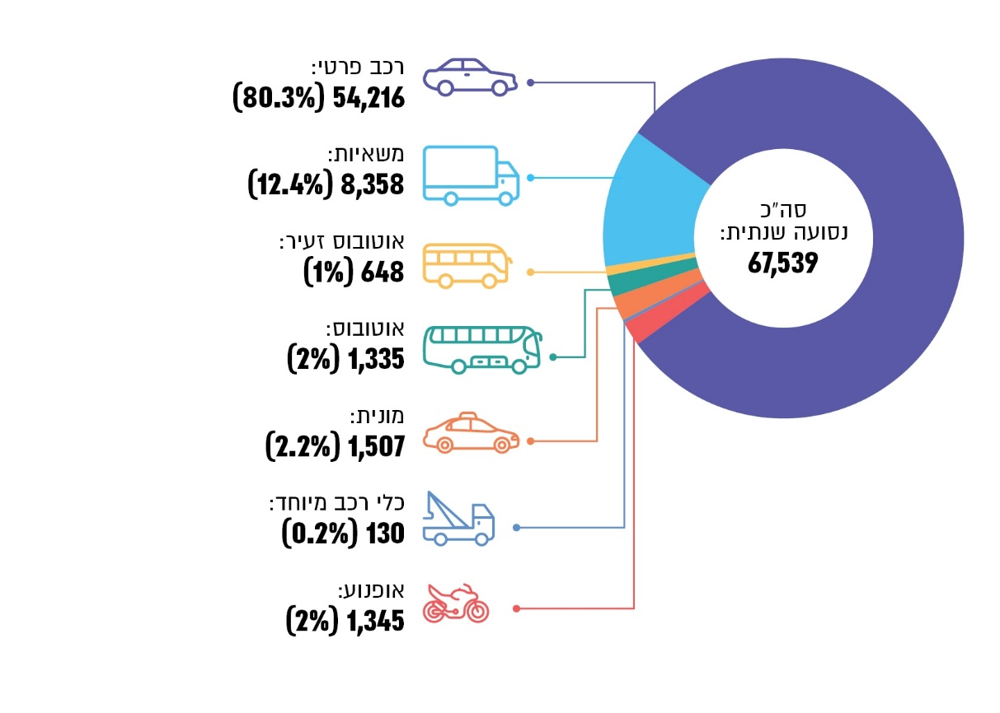 רכב פרטי:
54,216 (80.3%)
משאיות:
8,358 (12.4%)
אוטובוס זעיר:
648 (1%)
אוטובוס:
1,335 (2%)
מונית:
1,507 (2.2%)
כלי רכב מיוחד:
130 (0.2%)
אופנוע:
1,345 (2%)
סה"כ
נסועה שנתית:
67,539